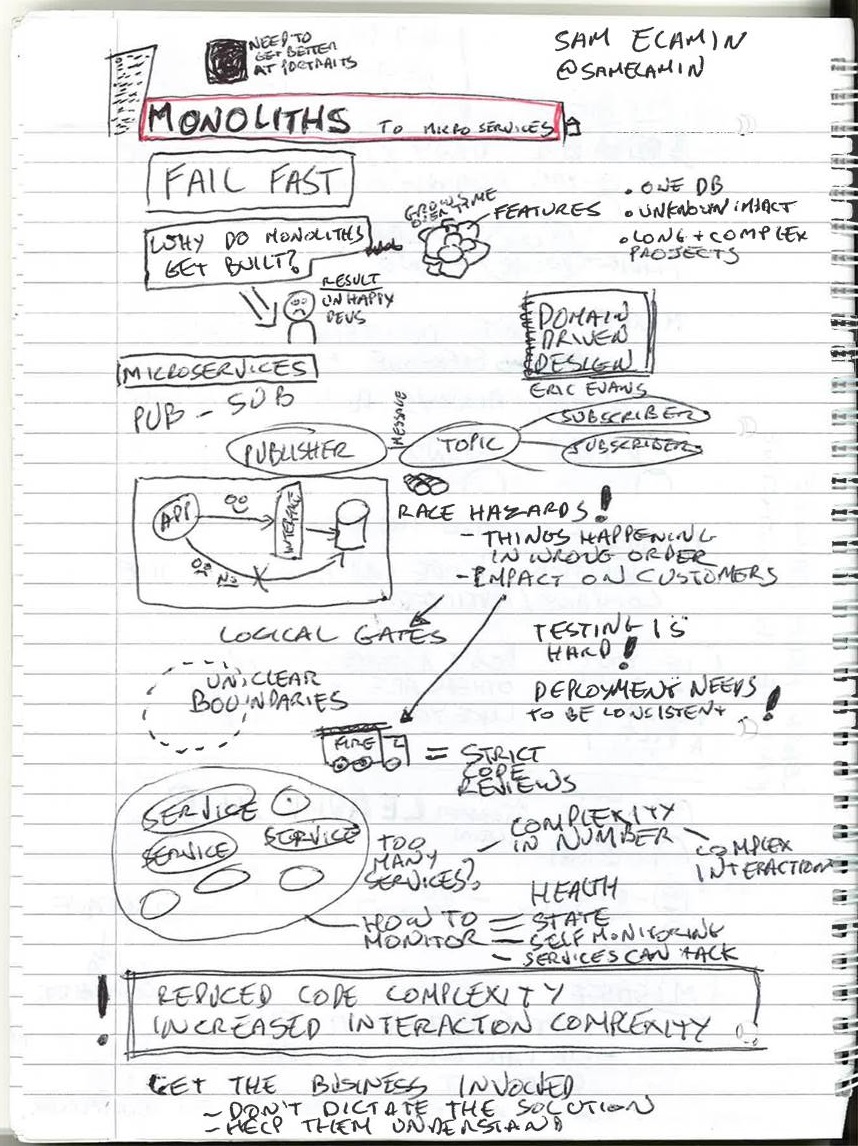 NEED TO
GET BETTER
AT PORTRAITS
SAM ELAMIN
@SAMELAMIN
MONOLITHS TO MICROSERVICES
FAIL FAST
WHY DO MONOLITHS
GET BUILT?
GROWS
OVER TIME
FEATURES
. ONE DB
. UNKNOWN IMPACT
. LONG + COMPLEX
PROJECTS
RESULT
UNHAPPY
DEVS
DOMAIN
DRIVEN
DESIGN
ERIC EVANS
MICROSERVICES
PUB - SUB
PUBLISHER
MESSAGE
TOPIC
SUBSCRIBER
SUBSCRIBER
APP
INTERFACE
NO
RACE HAZARDS!
- THINGS HAPPENING
IN WRONG ORDER
- IMPACT ON CUSTOMERS
LOGICAL GATES
TESTING IS
HARD!
UNCLEAR
BOUNDARIES
DEPLOYMENT NEEDS
TO BE CONSISTENT !
FIRE
= STRICT
CODE
REVIEWS
SERVICE
SERVICE
SERVICE
TOO
MANY
SERVICES?
- COMPLEXITY
IN NUMBER
- COMPLEX
INTERACTION
HOW TO
MONITOR
- HEALTH
- STATE
- SELF MONITORING
- SERVICES CAN
! REDUCED CODE COMPLEXITY
INCREASED INTERACTION COMPLEXITY
GET THE BUSINESS INVOLVED
- DON'T DICTATE THE SOLUTION
- HELP THEM UNDERSTAND